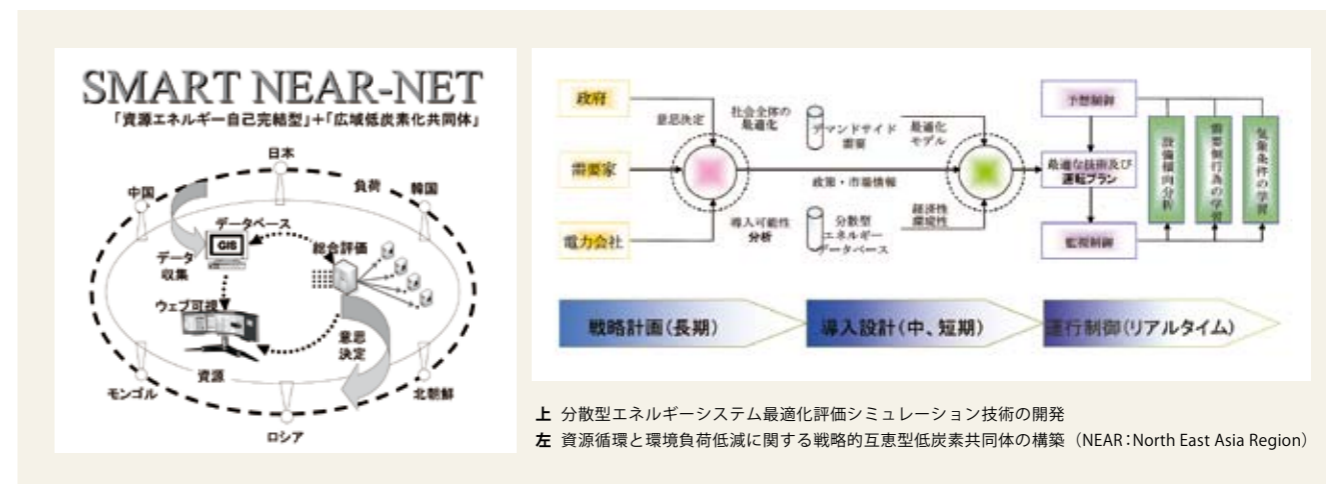 SMART NEAR-NET
「資源エネルギー自己完結型」+「広域低炭素化共同体」
日本
中国
負荷
韓国
データベース
GIS
総合評価
データ
収集
ウェブ可視
意思
決定
資源
モンゴル
北朝鮮
ロシア
政府
需要家
電力会社
意思決定
社会全体の
最適化
デマンドサイド
需要
最適化
モデル
政策・市場情報
導入可能性
分析
分散型
エネルギー
データベース
経済性
環境性
予想制御
最適な技術及び
運転プラン
監視制御
設備傾向分析
需要側行為の学習
気象条件の学習
戦略計画(長期)
導入設計(中、短期)
運行制御(リアルタイム)
上 分散型エネルギーシステム最適化評価シミュレーション技術の開発
左 資源循環と環境負荷低減に関する戦略的互恵型低炭素共同体の構築(NEAR:North East Asia Region)